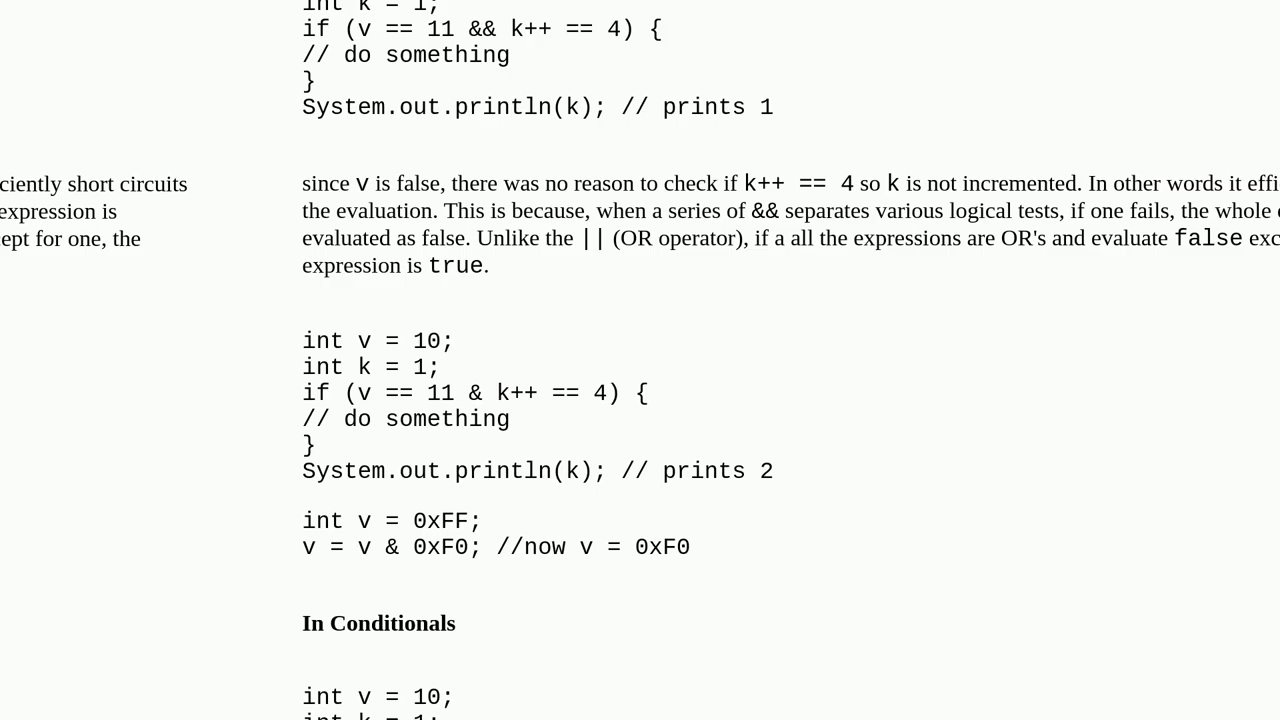 int k = 1;
if (v == 11 && k++ == 4) {
// do something
}
System.out.println(k); // prints 1
ciently short circuits
expression is
cept for one, the
since v is false, there was no reason to check if k++ == 4 so k is not incremented. In other words it effi
the evaluation. This is because, when a series of && separates various logical tests, if one fails, the whole
evaluated as false. Unlike the || (OR operator), if a all the expressions are OR's and evaluate false exc
expression is true.
int v = 10;
int k = 1;
if (v == 11 & k++ == 4) {
// do something
}
System.out.println(k); // prints 2
int v = 0xFF;
v = v & 0xF0; //now v = 0xF0
In Conditionals
int v = 10;
int k = 1;